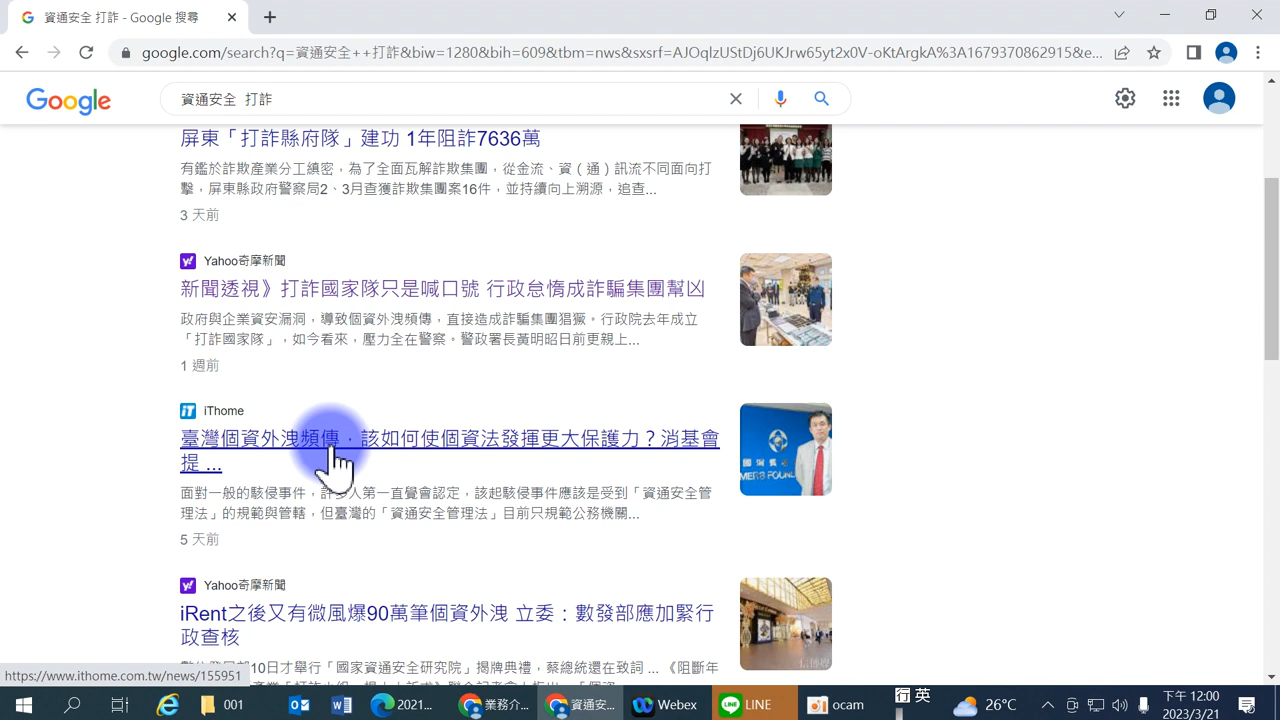 資通安全 打詐 - Google 搜尋
google.com/search?q=資通安全++打詐&biw=1280&bih=609&tbm=nws&sxsrf=AJOqlzUStDj6UKJrw65yt2x0V-oKtArgkA%3A1679370862915&e...
Google
資通安全 打詐
屏東「打詐縣府隊」建功 1年阻詐7636萬
有鑑於詐欺產業分工縝密，為了全面瓦解詐欺集團，從金流、資（通）訊流不同面向打
擊，屏東縣政府警察局2、3月查獲詐欺集團案16件，並持續向上溯源，追查...
3 天前
Yahoo奇摩新聞
新聞透視》打詐國家隊只是喊口號 行政怠惰成詐騙集團幫凶
政府與企業資安漏洞，導致個資外洩頻傳，直接造成詐騙集團猖獗。行政院去年成立
「打詐國家隊」，如今看來，壓力全在警察。警政署長黃明昭日前更親上...
1 週前
iThome
臺灣個資外洩頻傳，該如何使個資法發揮更大保護力？消基會
提 ...
面對一般的駭侵事件，許多人第一直覺會認定，該起駭侵事件應該是受到「資通安全管
理法」的規範與管轄，但臺灣的「資通安全管理法」目前只規範公務機關...
5 天前
Yahoo奇摩新聞
iRent之後又有微風爆90萬筆個資外洩 立委：數發部應加緊行
政查核
數位發展部10日才舉行「國家資通安全研究院」揭牌典禮，蔡總統還在致詞 ... 《阻斷年
https://www.ithome.com.tw/news/155951
001
2021...
業務介...
資通安...
Webex
LINE
ocam
行 英
26°C
下午 12:00
2023/3/21